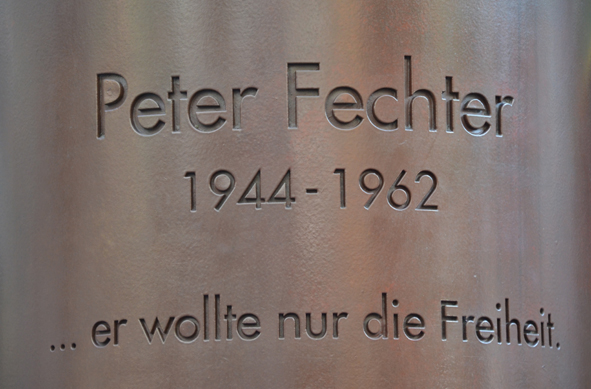 Peter Fechter
1944-1962
... er wollte nur die Freiheit.